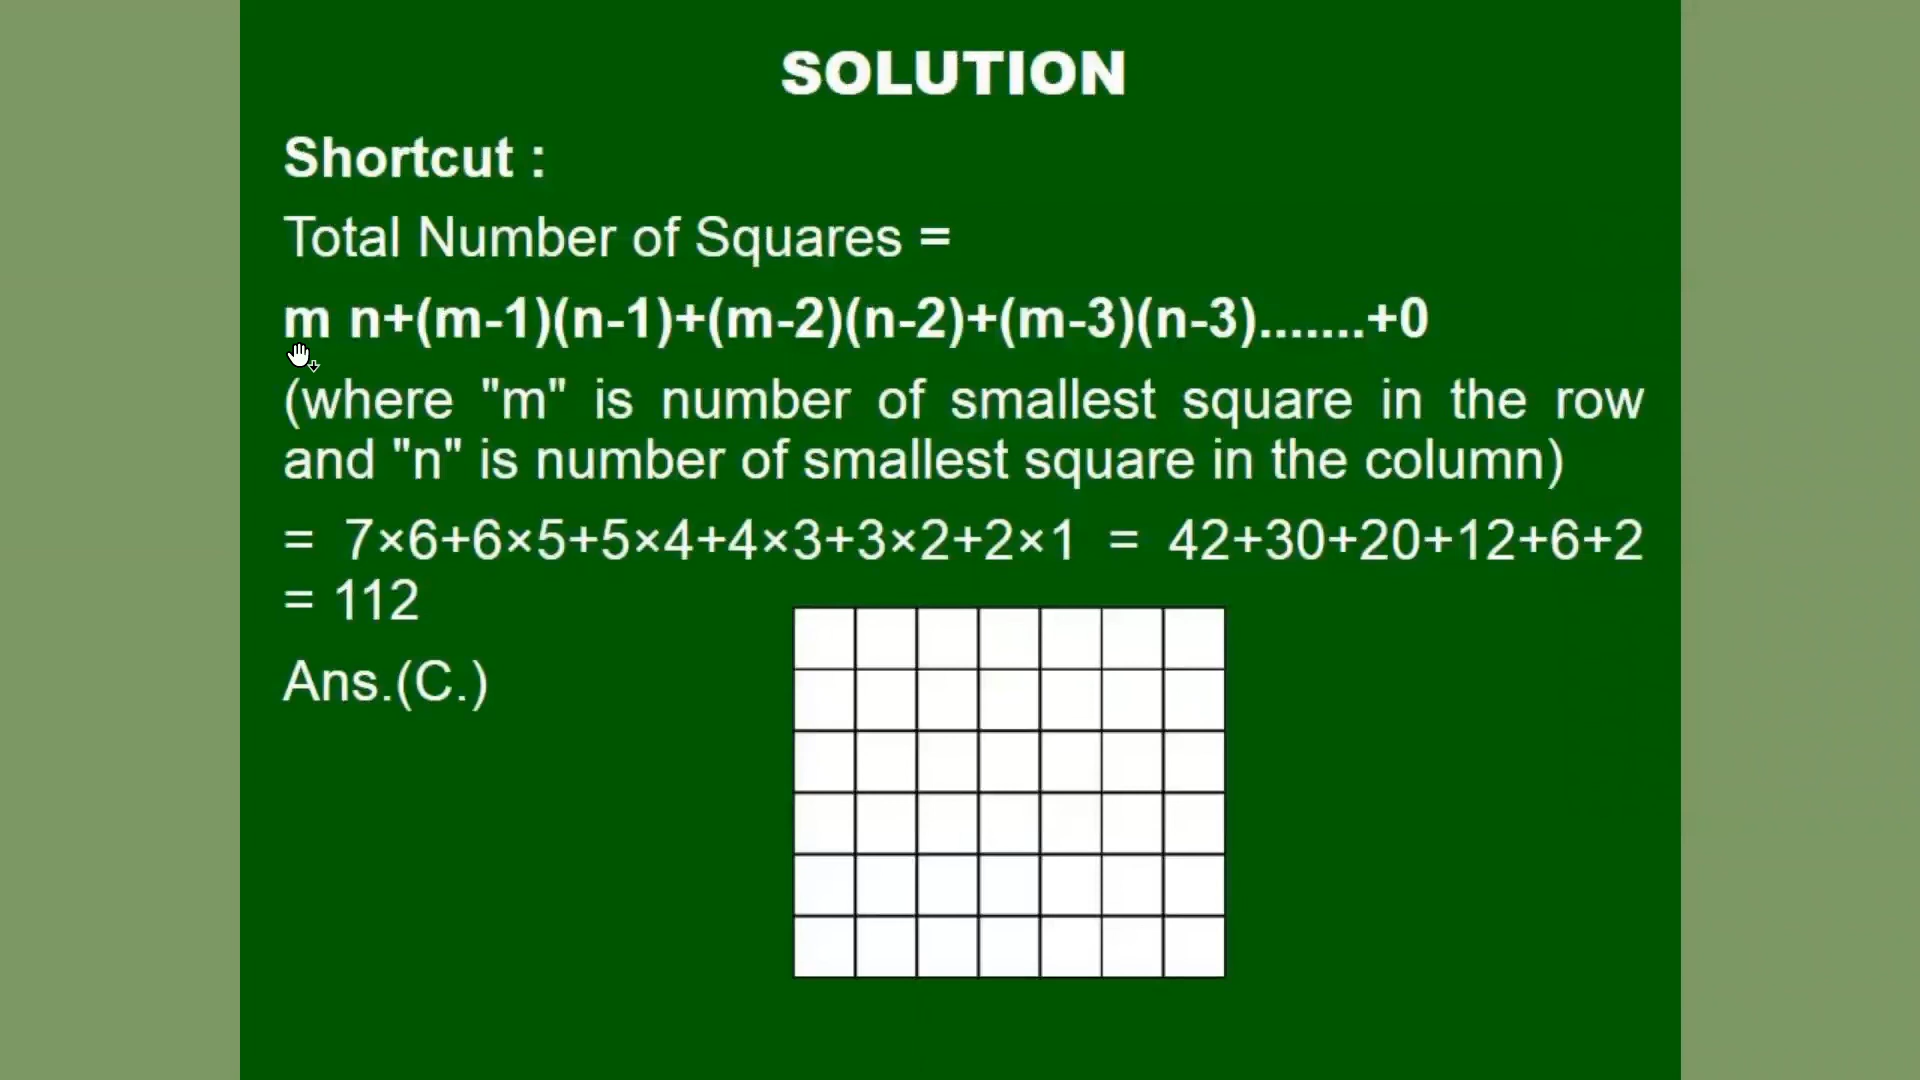 SOLUTION
Shortcut :
Total Number of Squares =
m n+(m-1)(n-1)+(m-2)(n-2)+(m-3)(n-3).......+0
(where "m" is number of smallest square in the row
and "n" is number of smallest square in the column)
= 7×6+6×5+5×4+4×3+3×2+2×1 = 42+30+20+12+6+2
= 112
Ans.(C.)